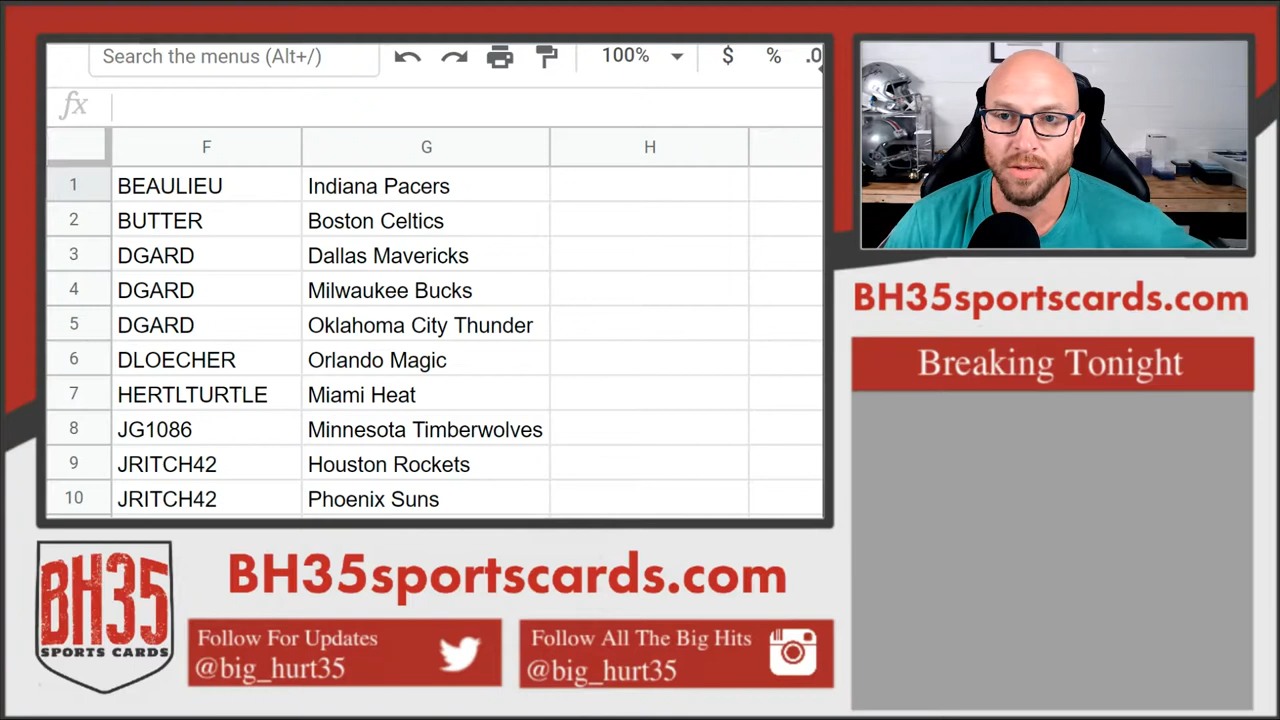 Search the menus (Alt+/)
100%
$
%
.0
fx
F
G
H
1 BEAULIEU Indiana Pacers
2 BUTTER Boston Celtics
3 DGARD Dallas Mavericks
4 DGARD Milwaukee Bucks
5 DGARD Oklahoma City Thunder
6 DLOECHER Orlando Magic
7 HERTLTURTLE Miami Heat
8 JG1086 Minnesota Timberwolves
9 JRITCH42 Houston Rockets
10 JRITCH42 Phoenix Suns
BH35sportscards.com
Breaking Tonight
BH35
SPORTS CARDS
BH35sportscards.com
Follow For Updates
@big_hurt35
Follow All The Big Hits
@big_hurt35